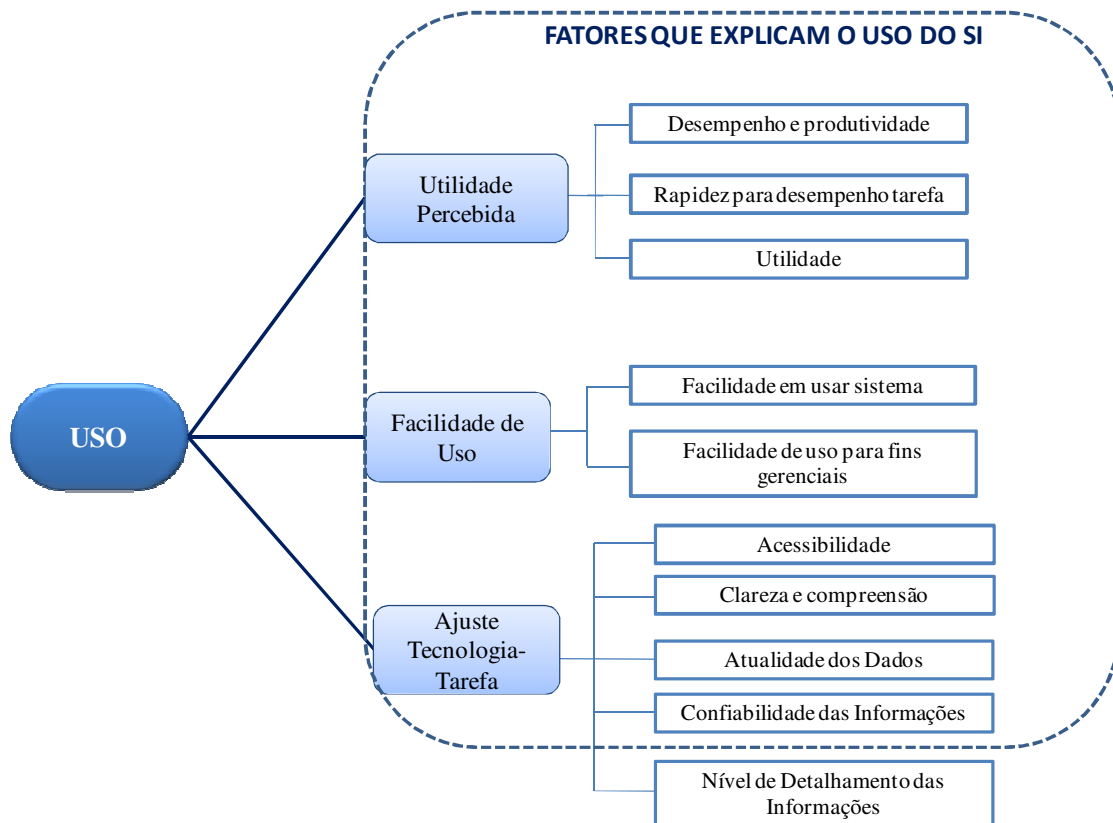 FATORES QUE EXPLICAM O USO DO SI
Desempenho e produtividade
Utilidade
Percebida
Rapidez para desempenho tarefa
Utilidade
USO
Facilidade de
Uso
Facilidade em usar sistema
Facilidade de uso para fins
gerenciais
Ajuste
Tecnologia-
Tarefa
Acessibilidade
Clareza e compreensão
Atualidade dos Dados
Confiabilidade das Informações
Nível de Detalhamento das
Informações